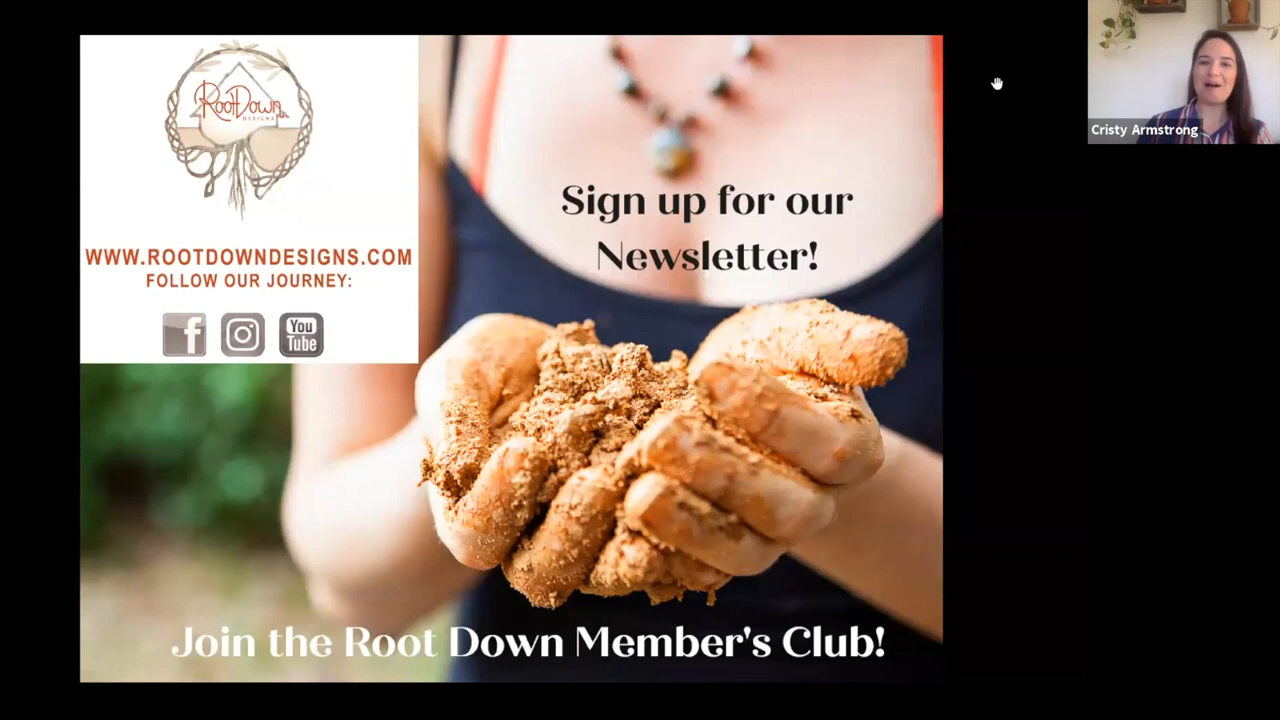 RootDown
DESIGNS
WWW.ROOTDOWNDESIGNS.COM
FOLLOW OUR JOURNEY:
f
You
Tube
Sign up for our
Newsletter!
Join the Root Down Member's Club!
Cristy Armstrong